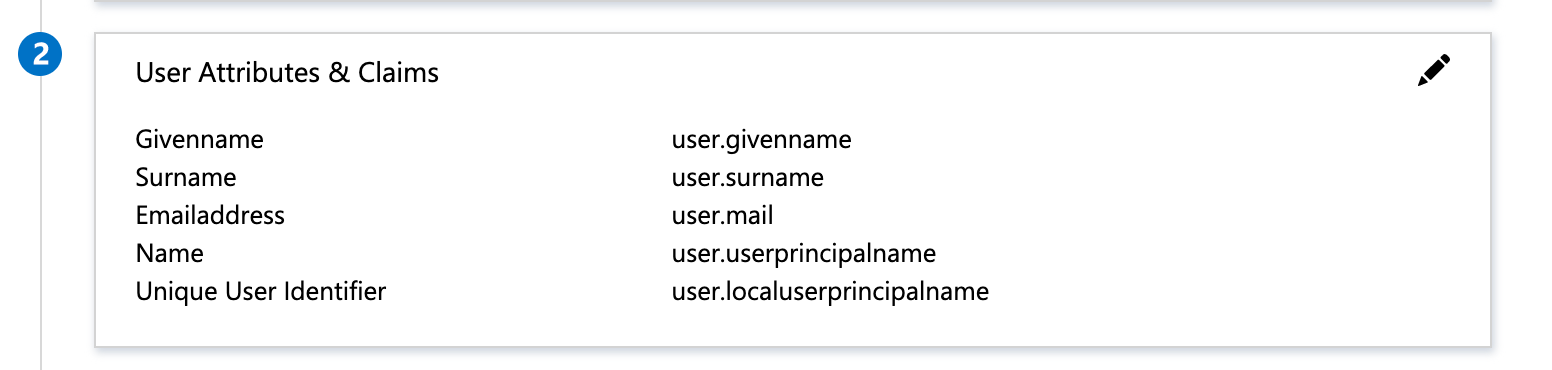 2
User Attributes & Claims
Givenname user.givenname
Surname user.surname
Emailaddress user.mail
Name user.userprincipalname
Unique User Identifier user.localuserprincipalname